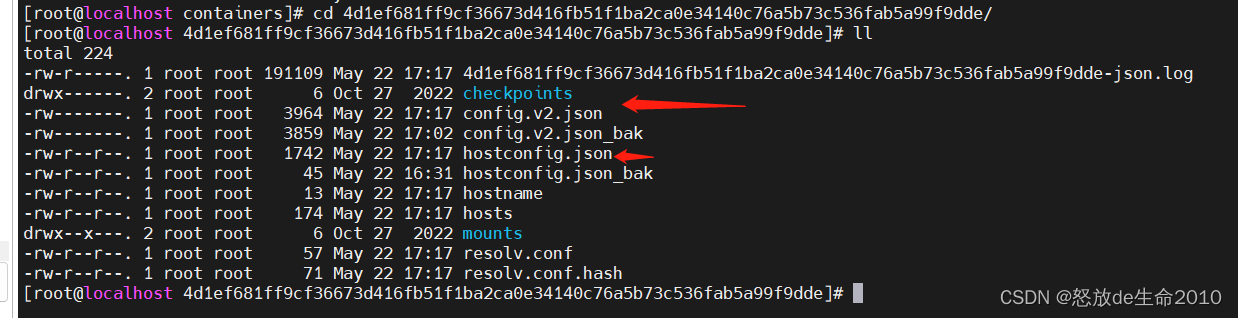 [root@localhost containers]# cd 4d1ef681ff9cf36673d416fb51f1ba2ca0e34140c76a5b73c536fab5a99f9dde/
[root@localhost 4d1ef681ff9cf36673d416fb51f1ba2ca0e34140c76a5b73c536fab5a99f9dde]# ll
total 224
-rw-r-----. 1 root root 191109 May 22 17:17 4d1ef681ff9cf36673d416fb51f1ba2ca0e34140c76a5b73c536fab5a99f9dde-json.log
drwx------. 2 root root      6 Oct 27  2022 checkpoints
-rw-------. 1 root root   3964 May 22 17:17 config.v2.json
-rw-------. 1 root root   3859 May 22 17:02 config.v2.json_bak
-rw-r--r--. 1 root root   1742 May 22 17:17 hostconfig.json
-rw-r--r--. 1 root root     45 May 22 16:31 hostconfig.json_bak
-rw-r--r--. 1 root root     13 May 22 17:17 hostname
-rw-r--r--. 1 root root    174 May 22 17:17 hosts
drwx--x---. 2 root root      6 Oct 27  2022 mounts
-rw-r--r--. 1 root root     57 May 22 17:17 resolv.conf
-rw-r--r--. 1 root root     71 May 22 17:17 resolv.conf.hash
[root@localhost 4d1ef681ff9cf36673d416fb51f1ba2ca0e34140c76a5b73c536fab5a99f9dde]#
CSDN @怒放de生命2010